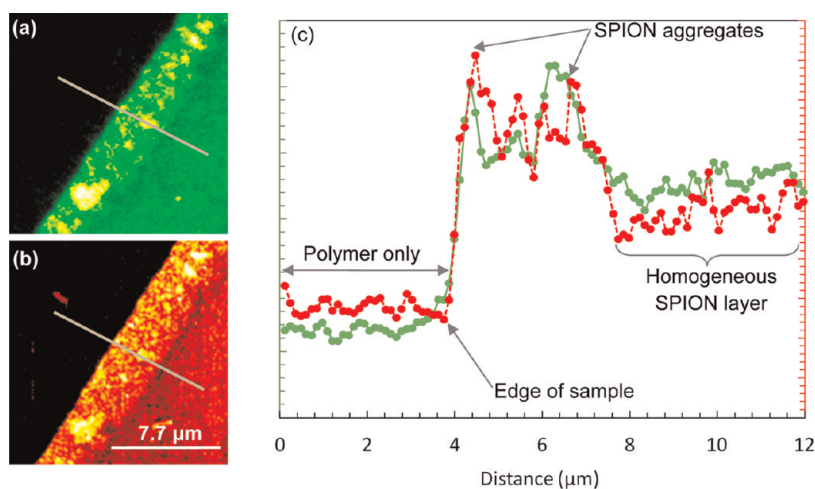 (a)
(b)
7.7 µm
(c)
SPION aggregates
Polymer only
Homogeneous
SPION layer
Edge of sample
0 2 4 6 8 10 12
Distance (µm)